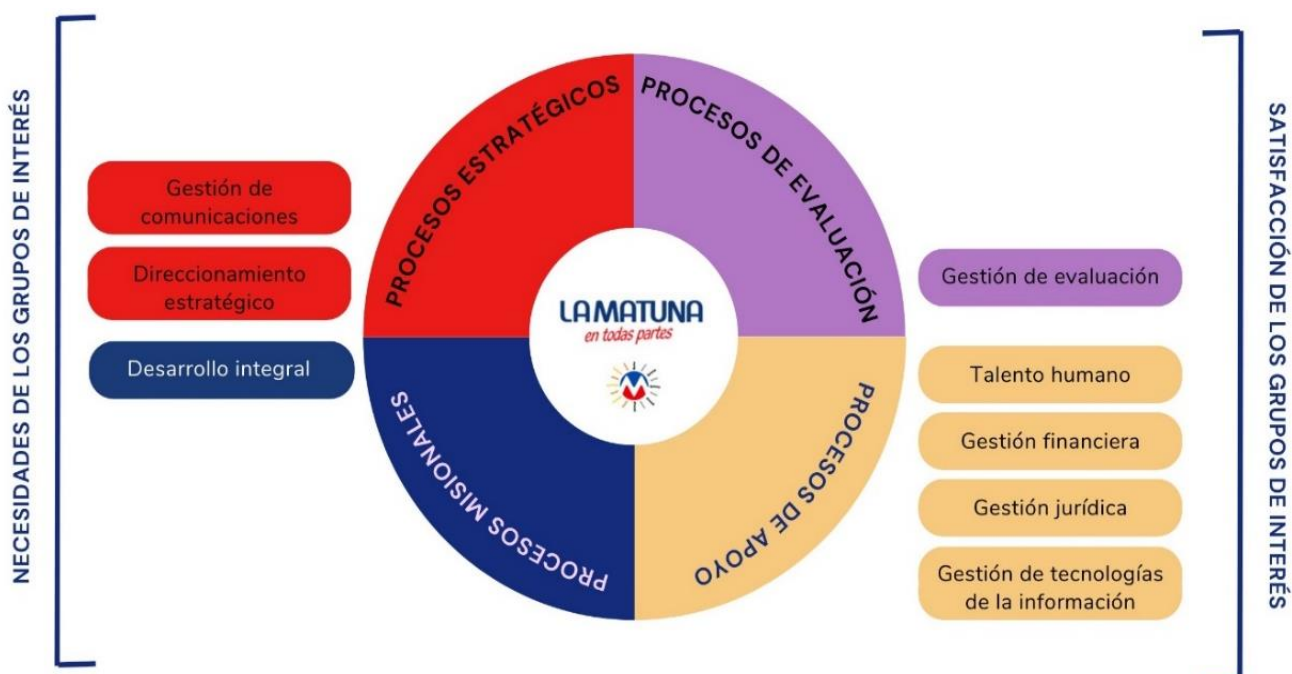 NECESIDADES DE LOS GRUPOS DE INTERÉS
Gestión de
comunicaciones
Direccionamiento
estratégico
Desarrollo integral
PROCESOS ESTRATÉGICOS
PROCESOS DE EVALUACIÓN
LA MATUNA
en todas partes
PROCESOS MISIONALES
PROCESOS DE APOYO
Gestión de evaluación
Talento humano
Gestión financiera
Gestión jurídica
Gestión de tecnologías
de la información
SATISFACCIÓN DE LOS GRUPOS DE INTERÉS